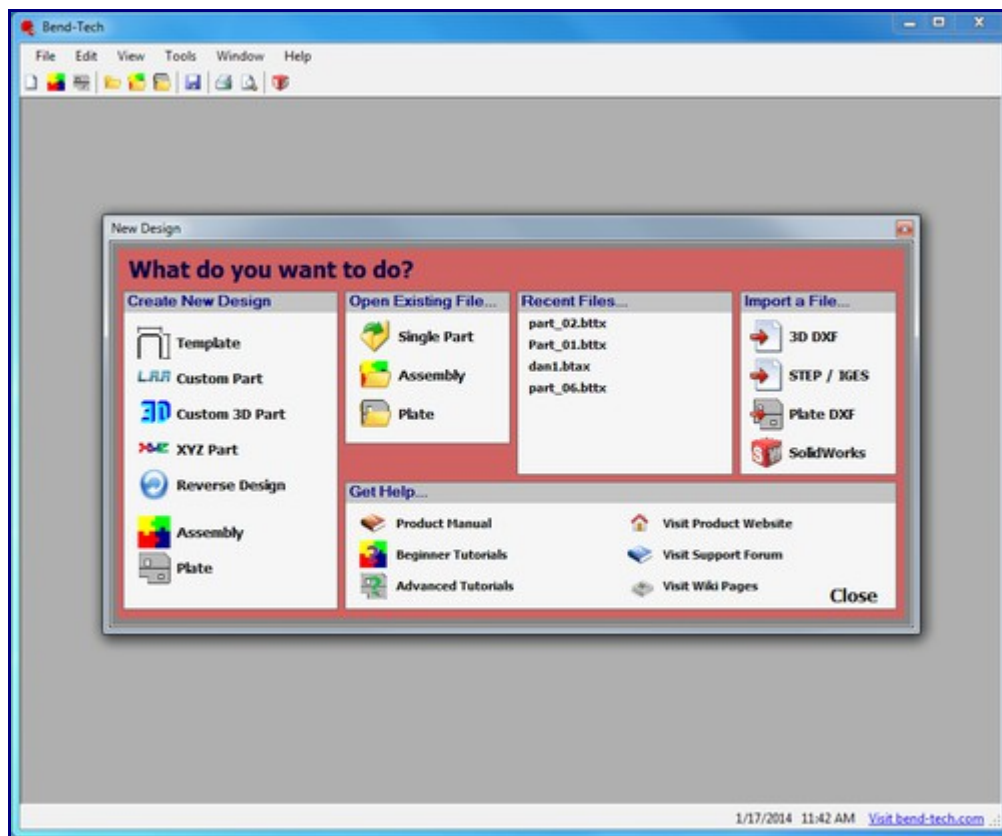 Bend-Tech
File Edit View Tools Window Help
New Design
What do you want to do?
Create New Design
Template
LRA Custom Part
3D Custom 3D Part
XYZ XYZ Part
Reverse Design
Assembly
Plate
Open Existing File...
Single Part
Assembly
Plate
Recent Files...
part_02.bttx
Part_01.bttx
dan1.btax
part_06.bttx
Import a File...
3D DXF
STEP / IGES
Plate DXF
SolidWorks
Get Help...
Product Manual
Beginner Tutorials
Advanced Tutorials
Visit Product Website
Visit Support Forum
Visit Wiki Pages
Close
1/17/2014 11:42 AM Visit bend-tech.com